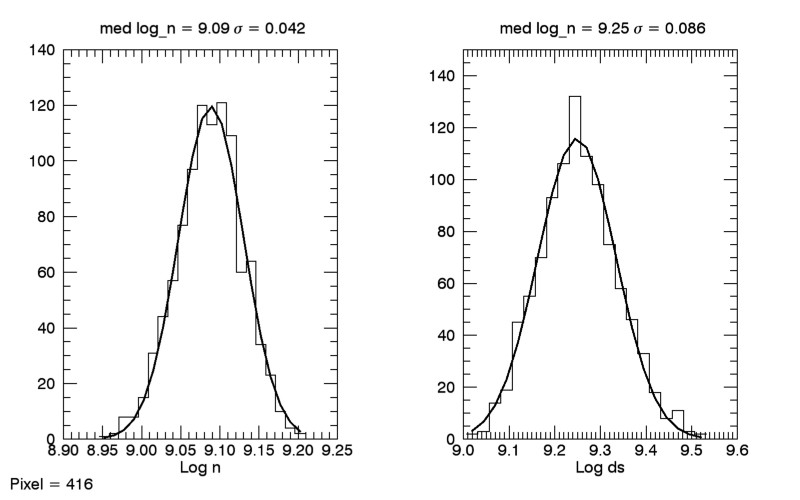 med log_n = 9.09 σ = 0.042
140
120
100
80
60
40
20
0
8.90 8.95 9.00 9.05 9.10 9.15 9.20 9.25
Log n
med log_n = 9.25 σ = 0.086
140
120
100
80
60
40
20
0
9.0 9.1 9.2 9.3 9.4 9.5 9.6
Log ds
Pixel = 416